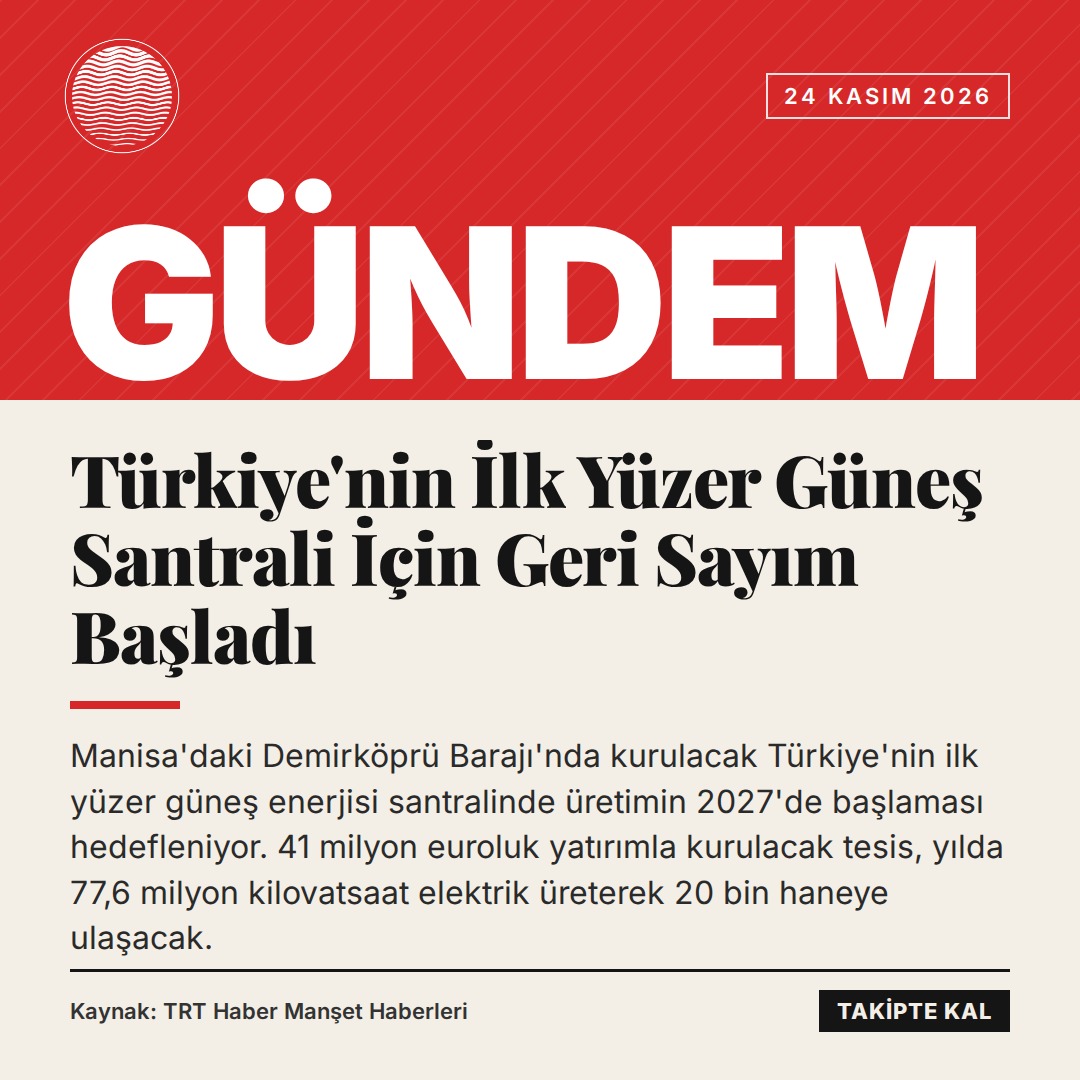 24 KASIM 2026
GÜNDEM
Türkiye'nin İlk Yüzer Güneş
Santrali İçin Geri Sayım
Başladı
Manisa'daki Demirköprü Barajı'nda kurulacak Türkiye'nin ilk
yüzer güneş enerjisi santralinde üretimin 2027'de başlaması
hedefleniyor. 41 milyon euroluk yatırımla kurulacak tesis, yılda
77,6 milyon kilovatsaat elektrik üreterek 20 bin haneye
ulaşacak.
Kaynak: TRT Haber Manşet Haberleri
TAKİPTE KAL